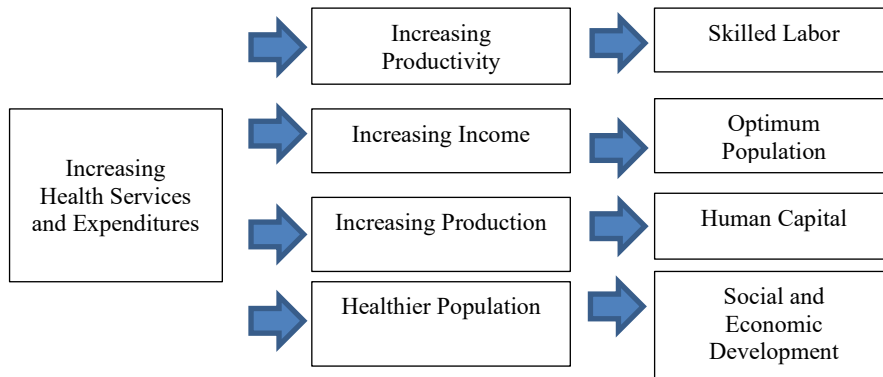 Increasing
Health Services
and Expenditures
Increasing
Productivity
Increasing Income
Increasing Production
Healthier Population
Skilled Labor
Optimum
Population
Human Capital
Social and
Economic
Development